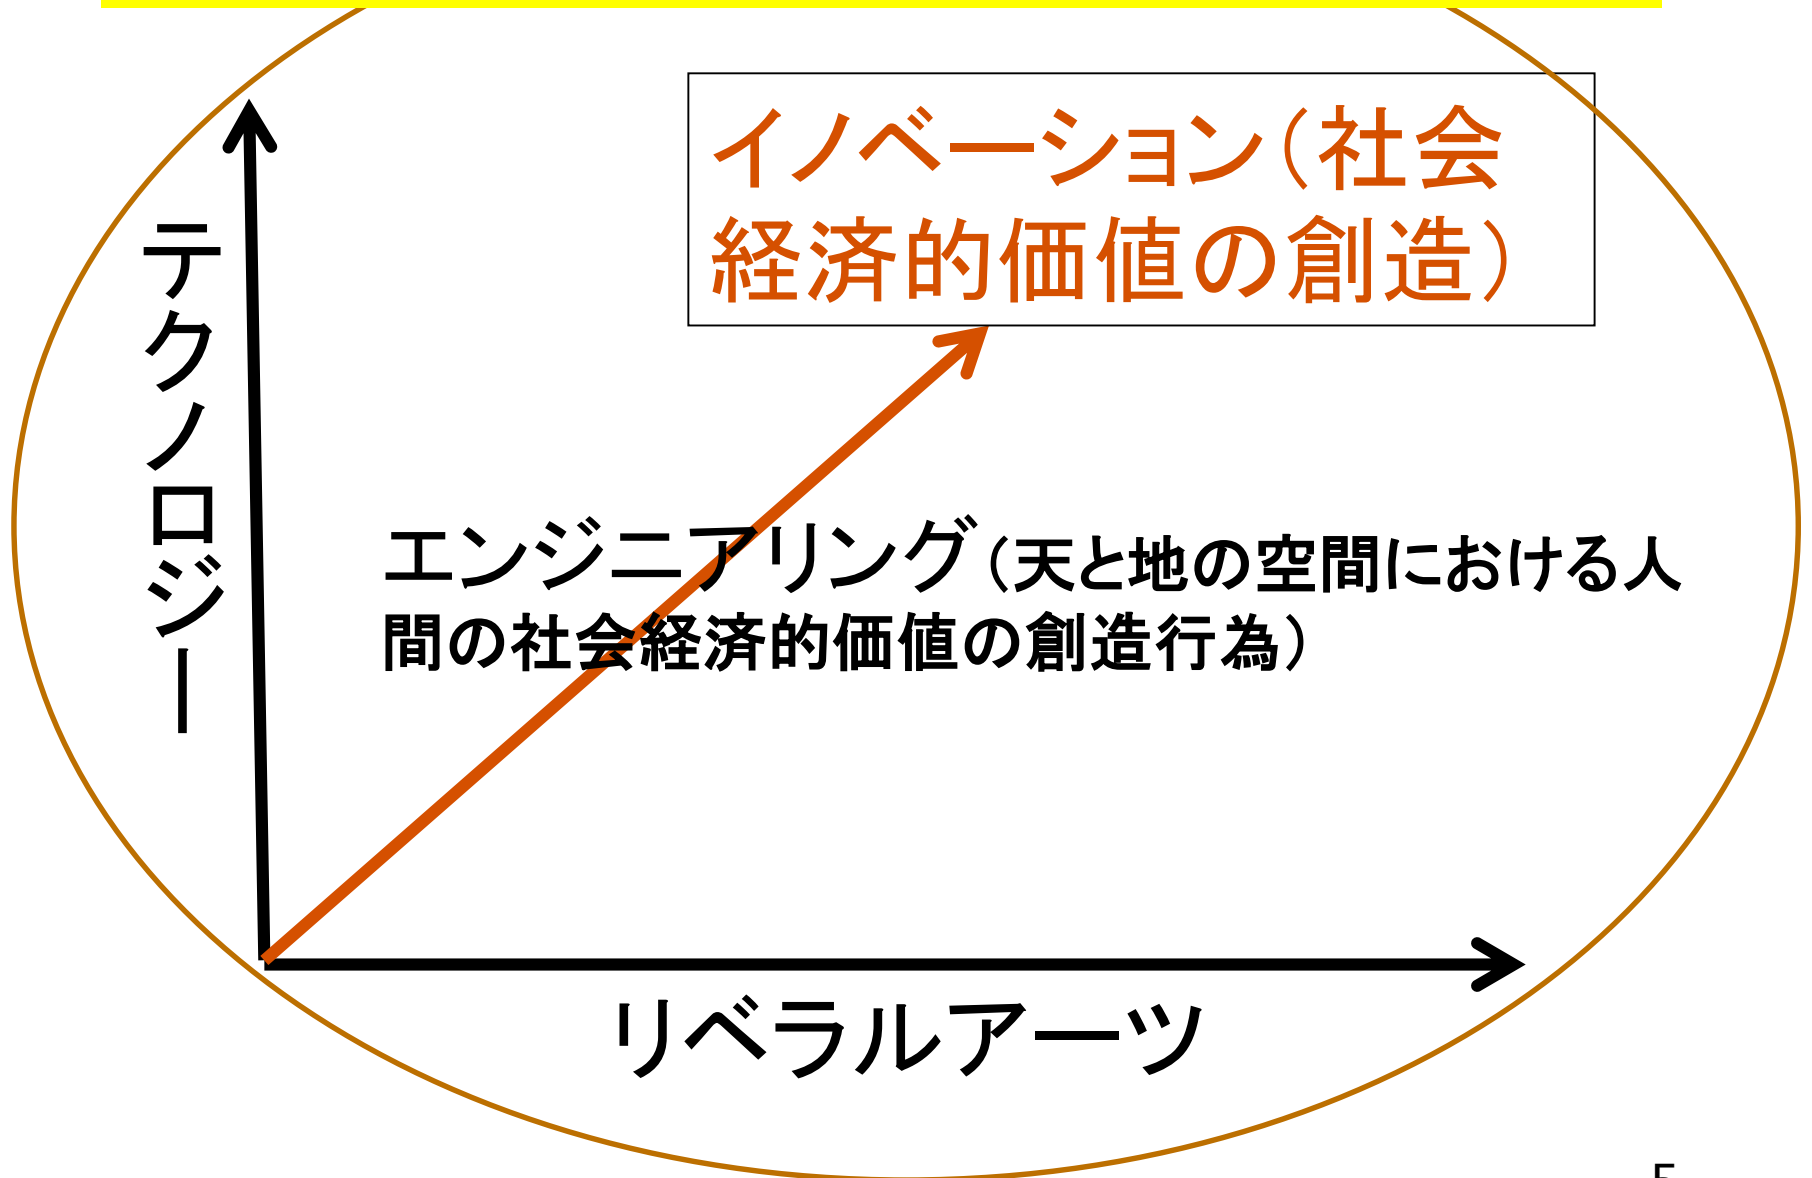 イノベーション（社会
経済的価値の創造）
テクノロジー
エンジニアリング（天と地の空間における人
間の社会経済的価値の創造行為）
リベラルアーツ